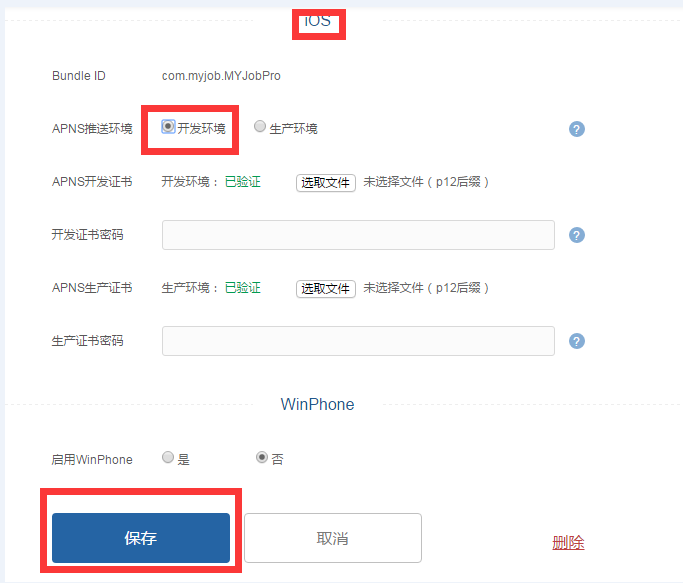 iOS
Bundle ID com.myjob.MYJobPro
APNS推送环境 开发环境 生产环境 ?
APNS开发证书 开发环境：已验证 选取文件 未选择文件（p12后缀）
开发证书密码 ?
APNS生产证书 生产环境：已验证 选取文件 未选择文件（p12后缀）
生产证书密码 ?
WinPhone
启用WinPhone 是 否
保存 取消 删除